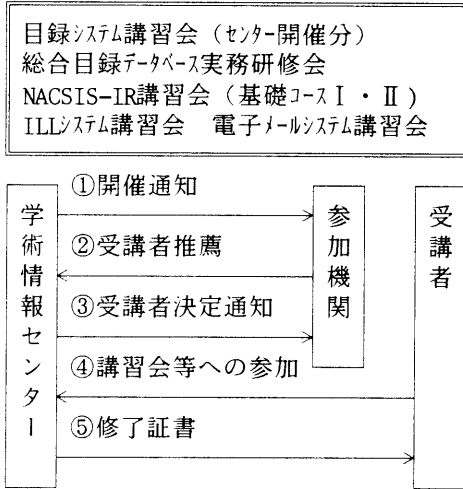 目録システム講習会（センター開催分）
総合目録データベース実務研修会
NACSIS-IR講習会（基礎コースⅠ・Ⅱ）
ILLシステム講習会　電子メールシステム講習会
学術情報センター
①開催通知
②受講者推薦
③受講者決定通知
④講習会等への参加
⑤修了証書
参加機関
受講者